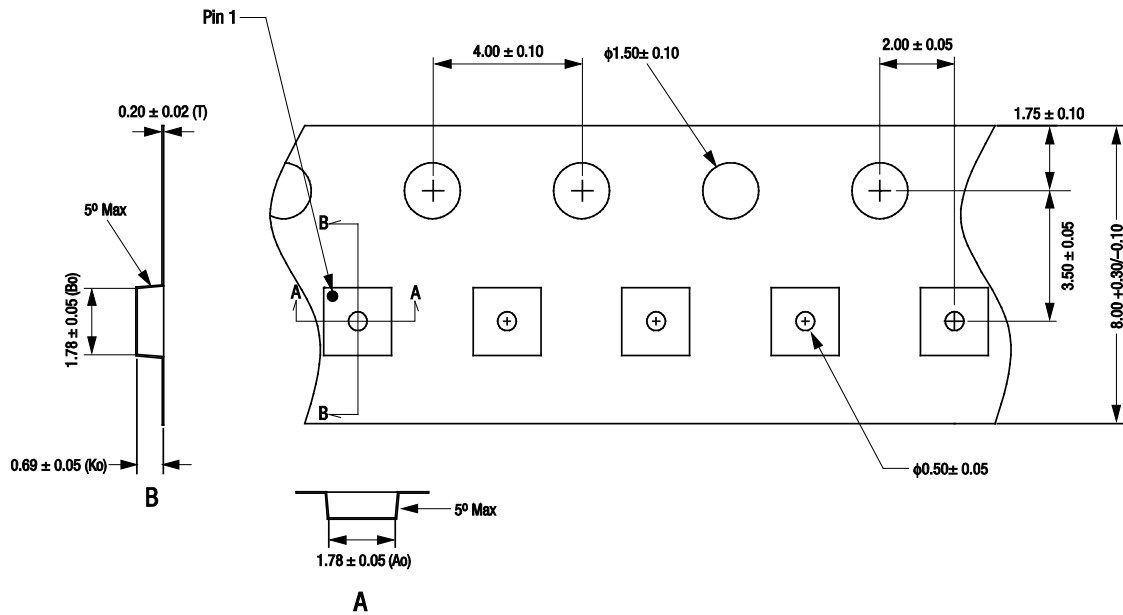 Pin 1
4.00 ± 0.10
ϕ1.50± 0.10
2.00 ± 0.05
0.20 ± 0.02 (T)
1.75 ± 0.10
5º Max
B
A
A
1.78 ± 0.05 (Bo)
3.50 ± 0.05
8.00 +0.30/–0.10
B
0.69 ± 0.05 (Ko)
ϕ0.50± 0.05
B
5º Max
1.78 ± 0.05 (Ao)
A